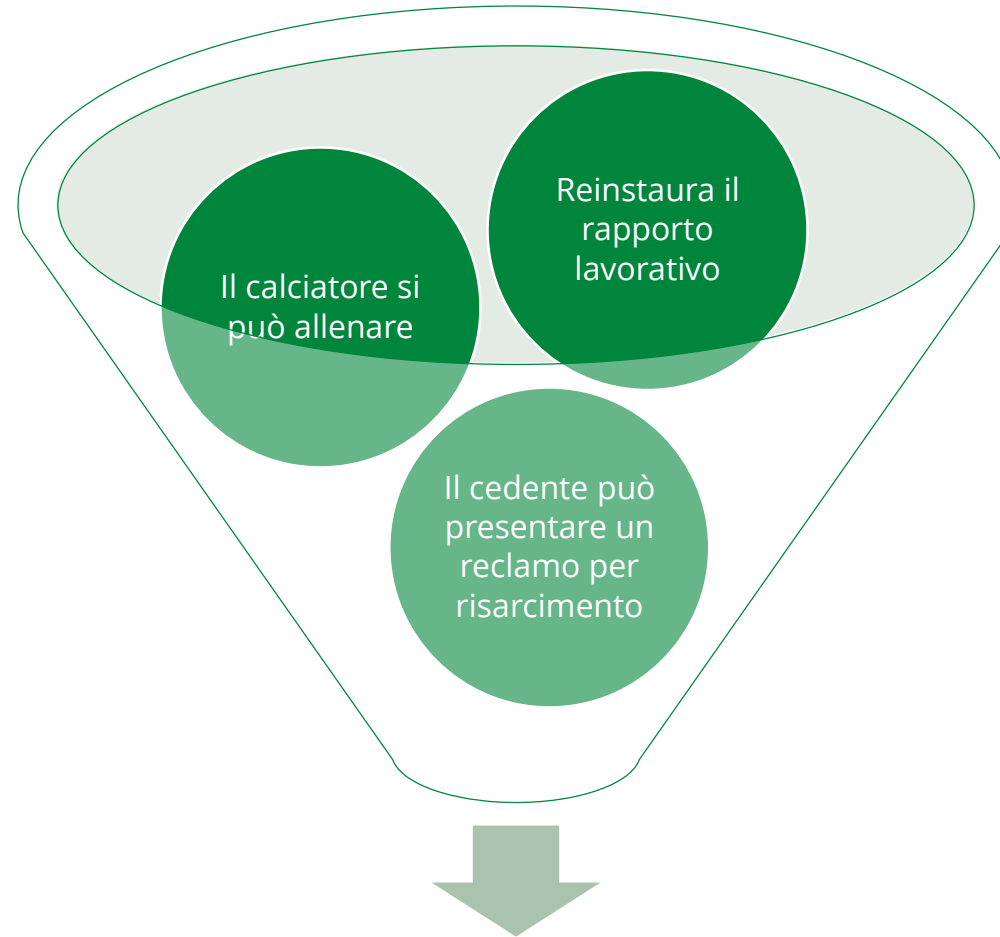 Reinstaura il
rapporto
lavorativo
Il calciatore si
può allenare
Il cedente può
presentare un
reclamo per
risarcimento